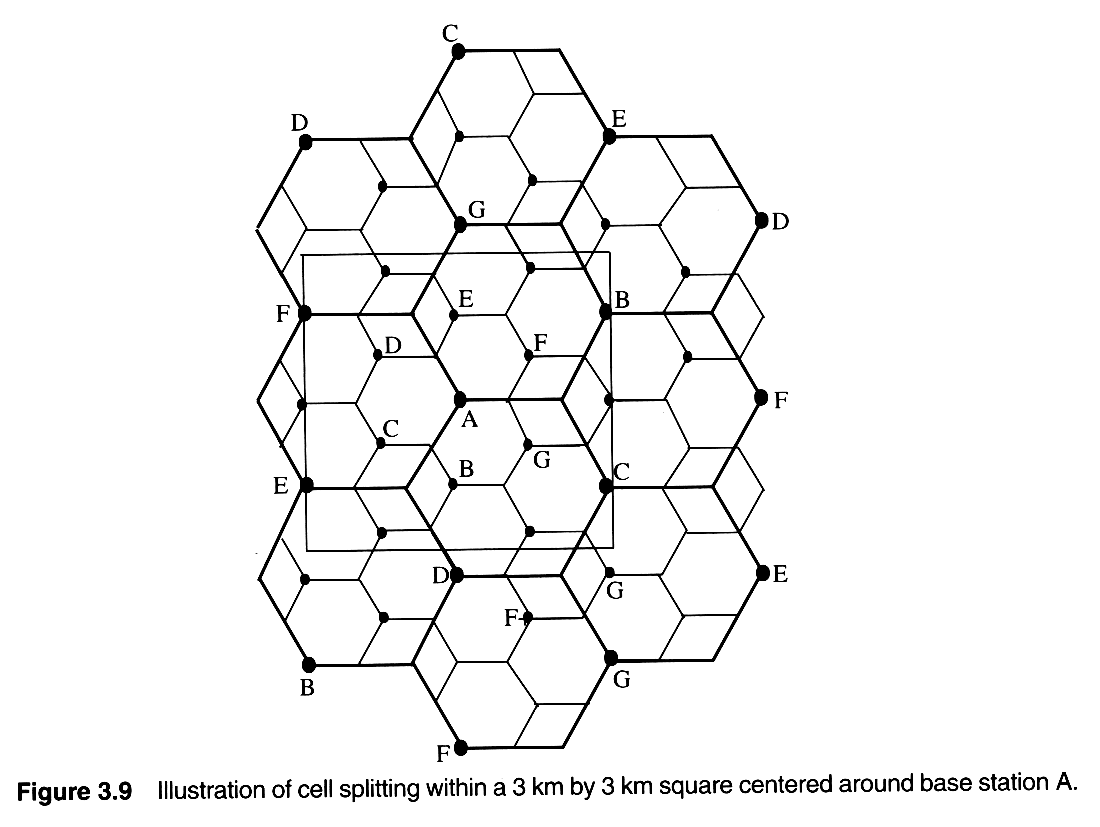 C
D
E
G
D
F
E
B
D
F
A
F
C
G
B
E
C
D
G
E
F
B
G
F
Figure 3.9 Illustration of cell splitting within a 3 km by 3 km square centered around base station A.